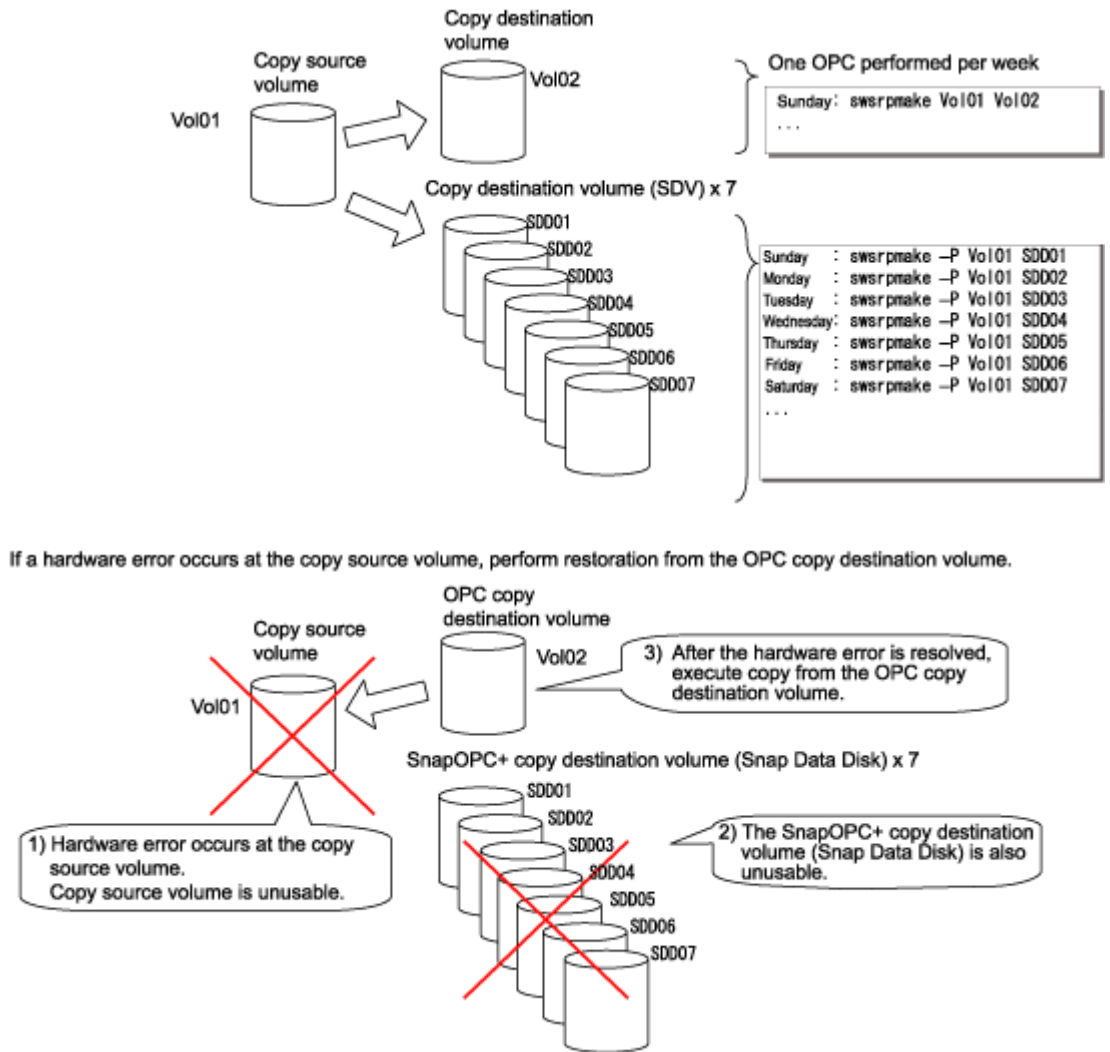 Copy destination
volume
Copy source
volume
Vol01
Vol02
One OPC performed per week
Sunday: swsrpmake Vol01 Vol02
...
Copy destination volume (SDV) x 7
SDD01
SDD02
SDD03
SDD04
SDD05
SDD06
SDD07
Sunday : swsrpmake –P Vol01 SDD01
Monday : swsrpmake –P Vol01 SDD02
Tuesday : swsrpmake –P Vol01 SDD03
Wednesday: swsrpmake –P Vol01 SDD04
Thursday : swsrpmake –P Vol01 SDD05
Friday : swsrpmake –P Vol01 SDD06
Saturday : swsrpmake –P Vol01 SDD07
...
If a hardware error occurs at the copy source volume, perform restoration from the OPC copy destination volume.
OPC copy
destination volume
Copy source
volume
Vol01
Vol02
3) After the hardware error is resolved,
execute copy from the OPC copy
destination volume.
SnapOPC+ copy destination volume (Snap Data Disk) x 7
SDD01
SDD02
SDD03
SDD04
SDD05
SDD06
SDD07
1) Hardware error occurs at the copy
source volume.
Copy source volume is unusable.
2) The SnapOPC+ copy destination
volume (Snap Data Disk) is also
unusable.